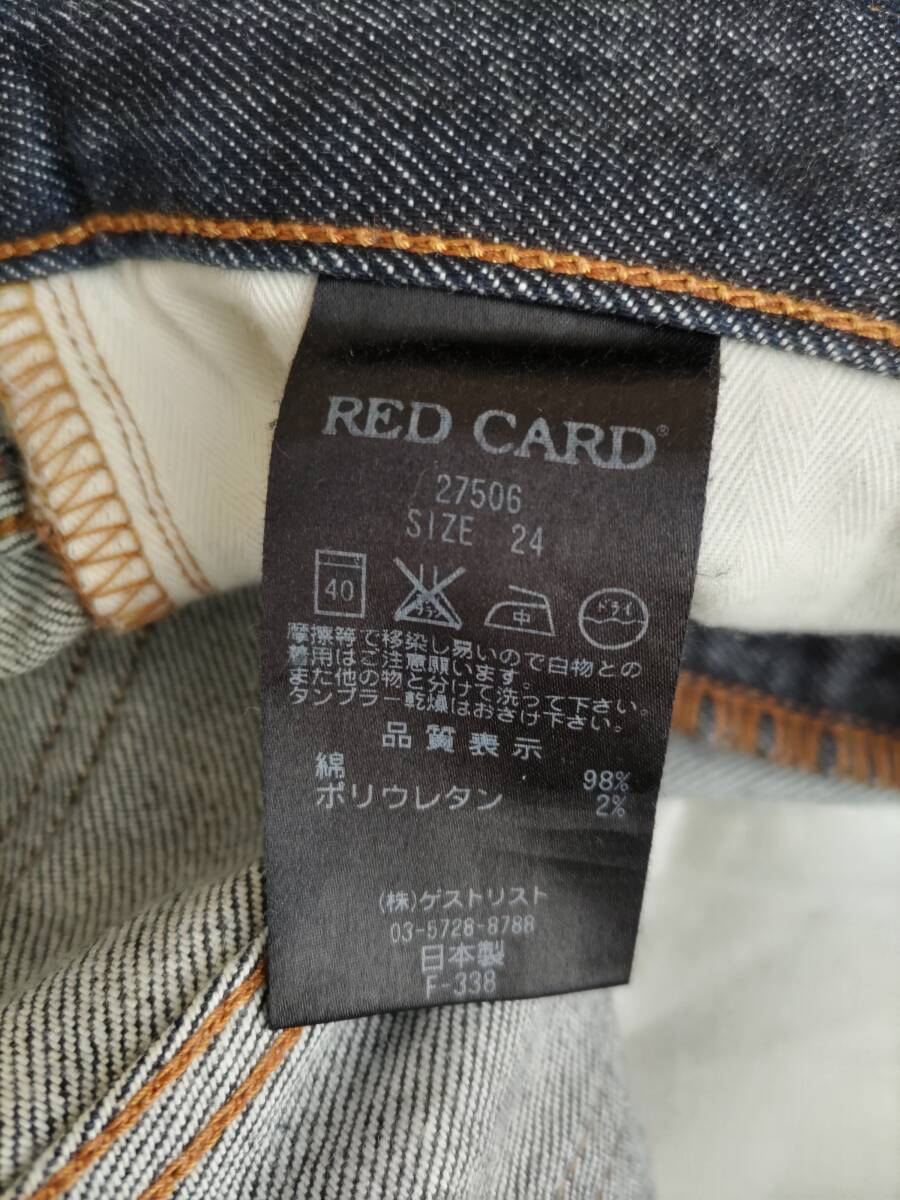 RED CARD®
27506
SIZE 24
40 中 ドライ
摩擦等で移染し易いので白物との
着用はご注意願います。
また他の物と分けて洗って下さい。
タンブラー乾燥はおさけ下さい。
品質表示
綿 98%
ポリウレタン 2%
(株)ゲストリスト
03-5728-8788
日本製
F-338